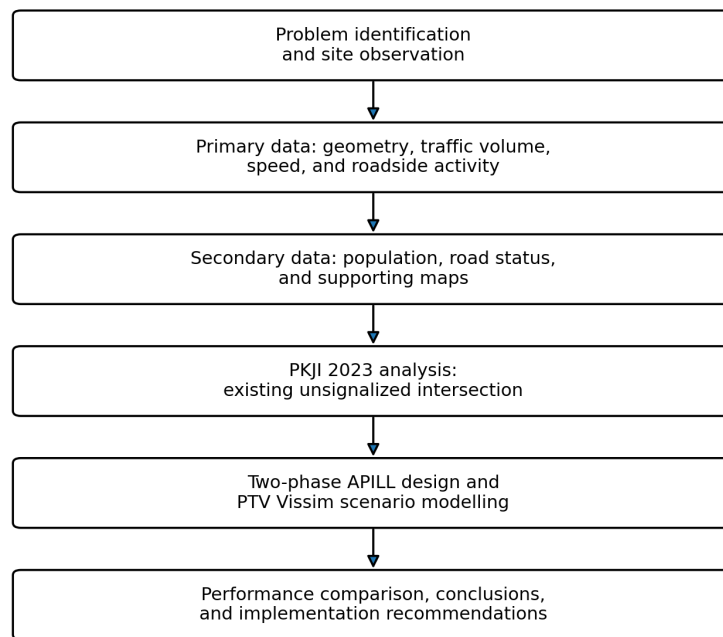 Problem identification
and site observation
Primary data: geometry, traffic volume,
speed, and roadside activity
Secondary data: population, road status,
and supporting maps
PKJI 2023 analysis:
existing unsignalized intersection
Two-phase APILL design and
PTV Vissim scenario modelling
Performance comparison, conclusions,
and implementation recommendations